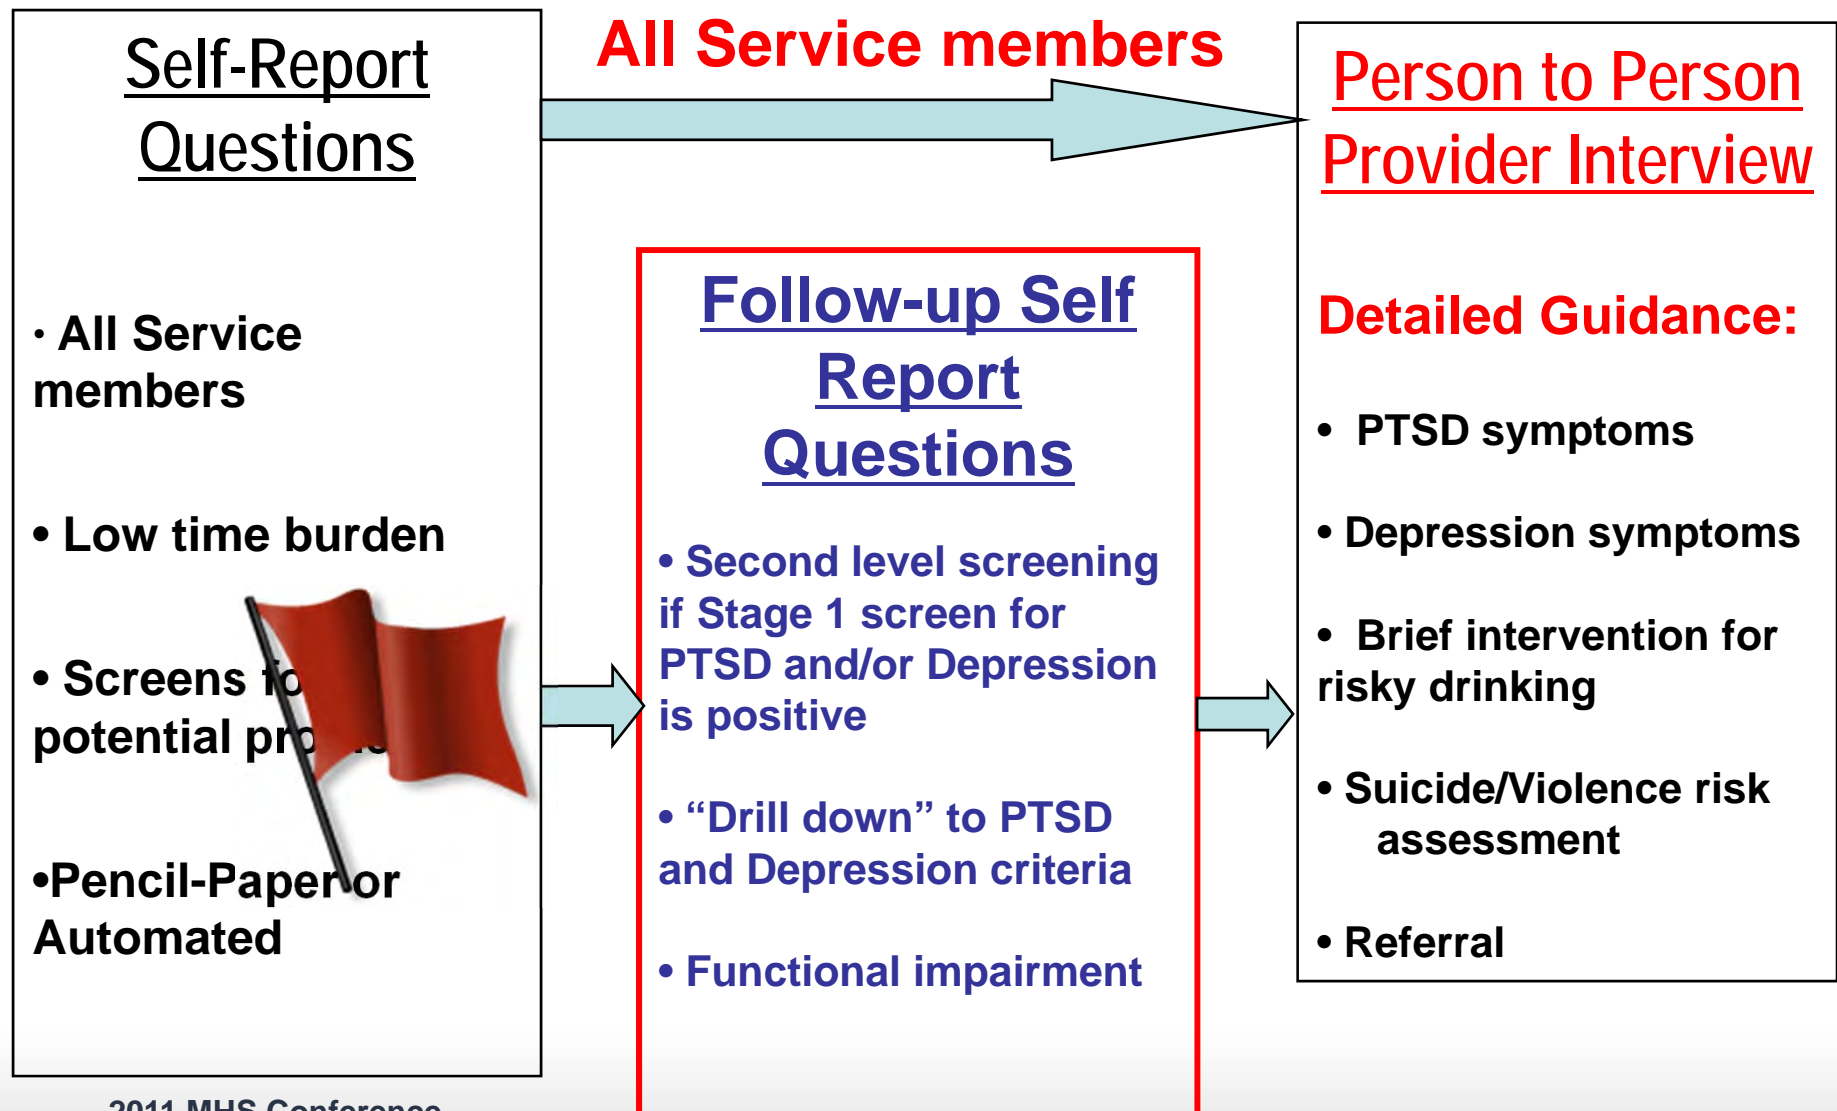 Self-Report
Questions
• All Service
members
• Low time burden
• Screens
potential
•Pencil-Paper or
Automated
All Service members
Follow-up Self
Report
Questions
• Second level screening
if Stage 1 screen for
PTSD and/or Depression
is positive
• “Drill down” to PTSD
and Depression criteria
• Functional impairment
Person to Person
Provider Interview
Detailed Guidance:
• PTSD symptoms
• Depression symptoms
• Brief intervention for
risky drinking
• Suicide/Violence risk
assessment
• Referral
2011 MHS Conference